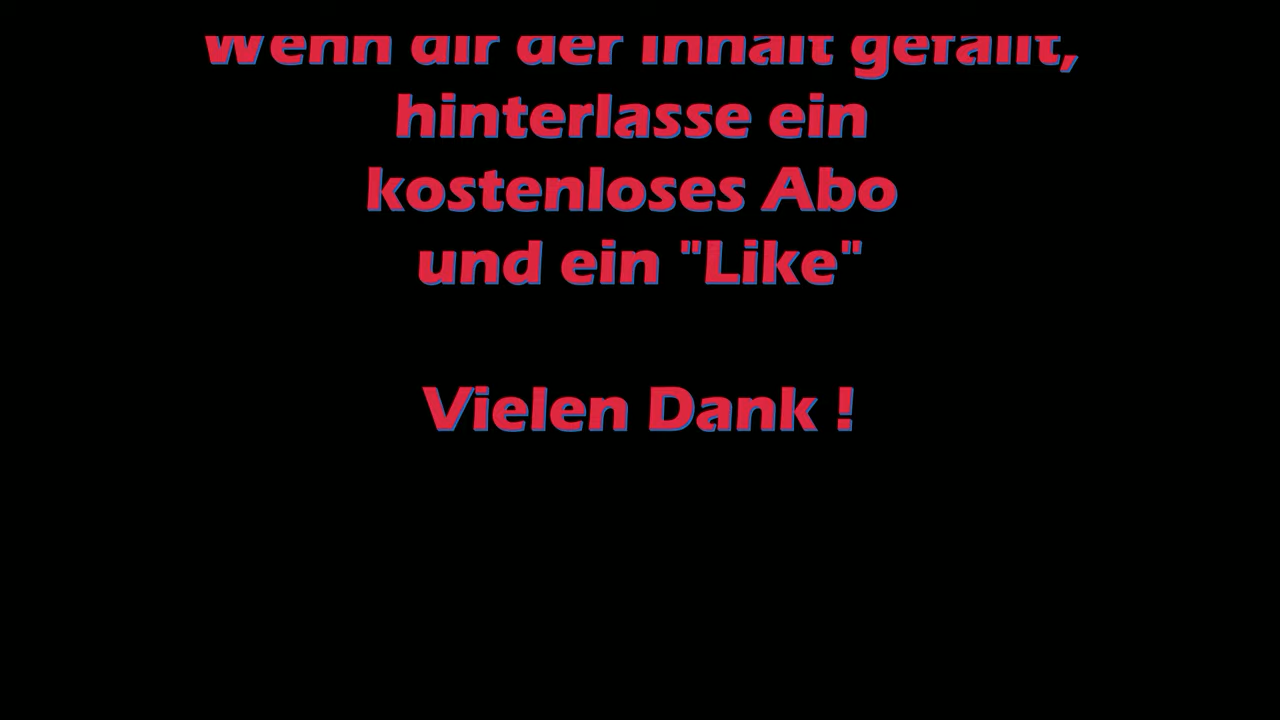 Wenn dir der Inhalt gefällt,
hinterlasse ein
kostenloses Abo
und ein "Like"
Vielen Dank !